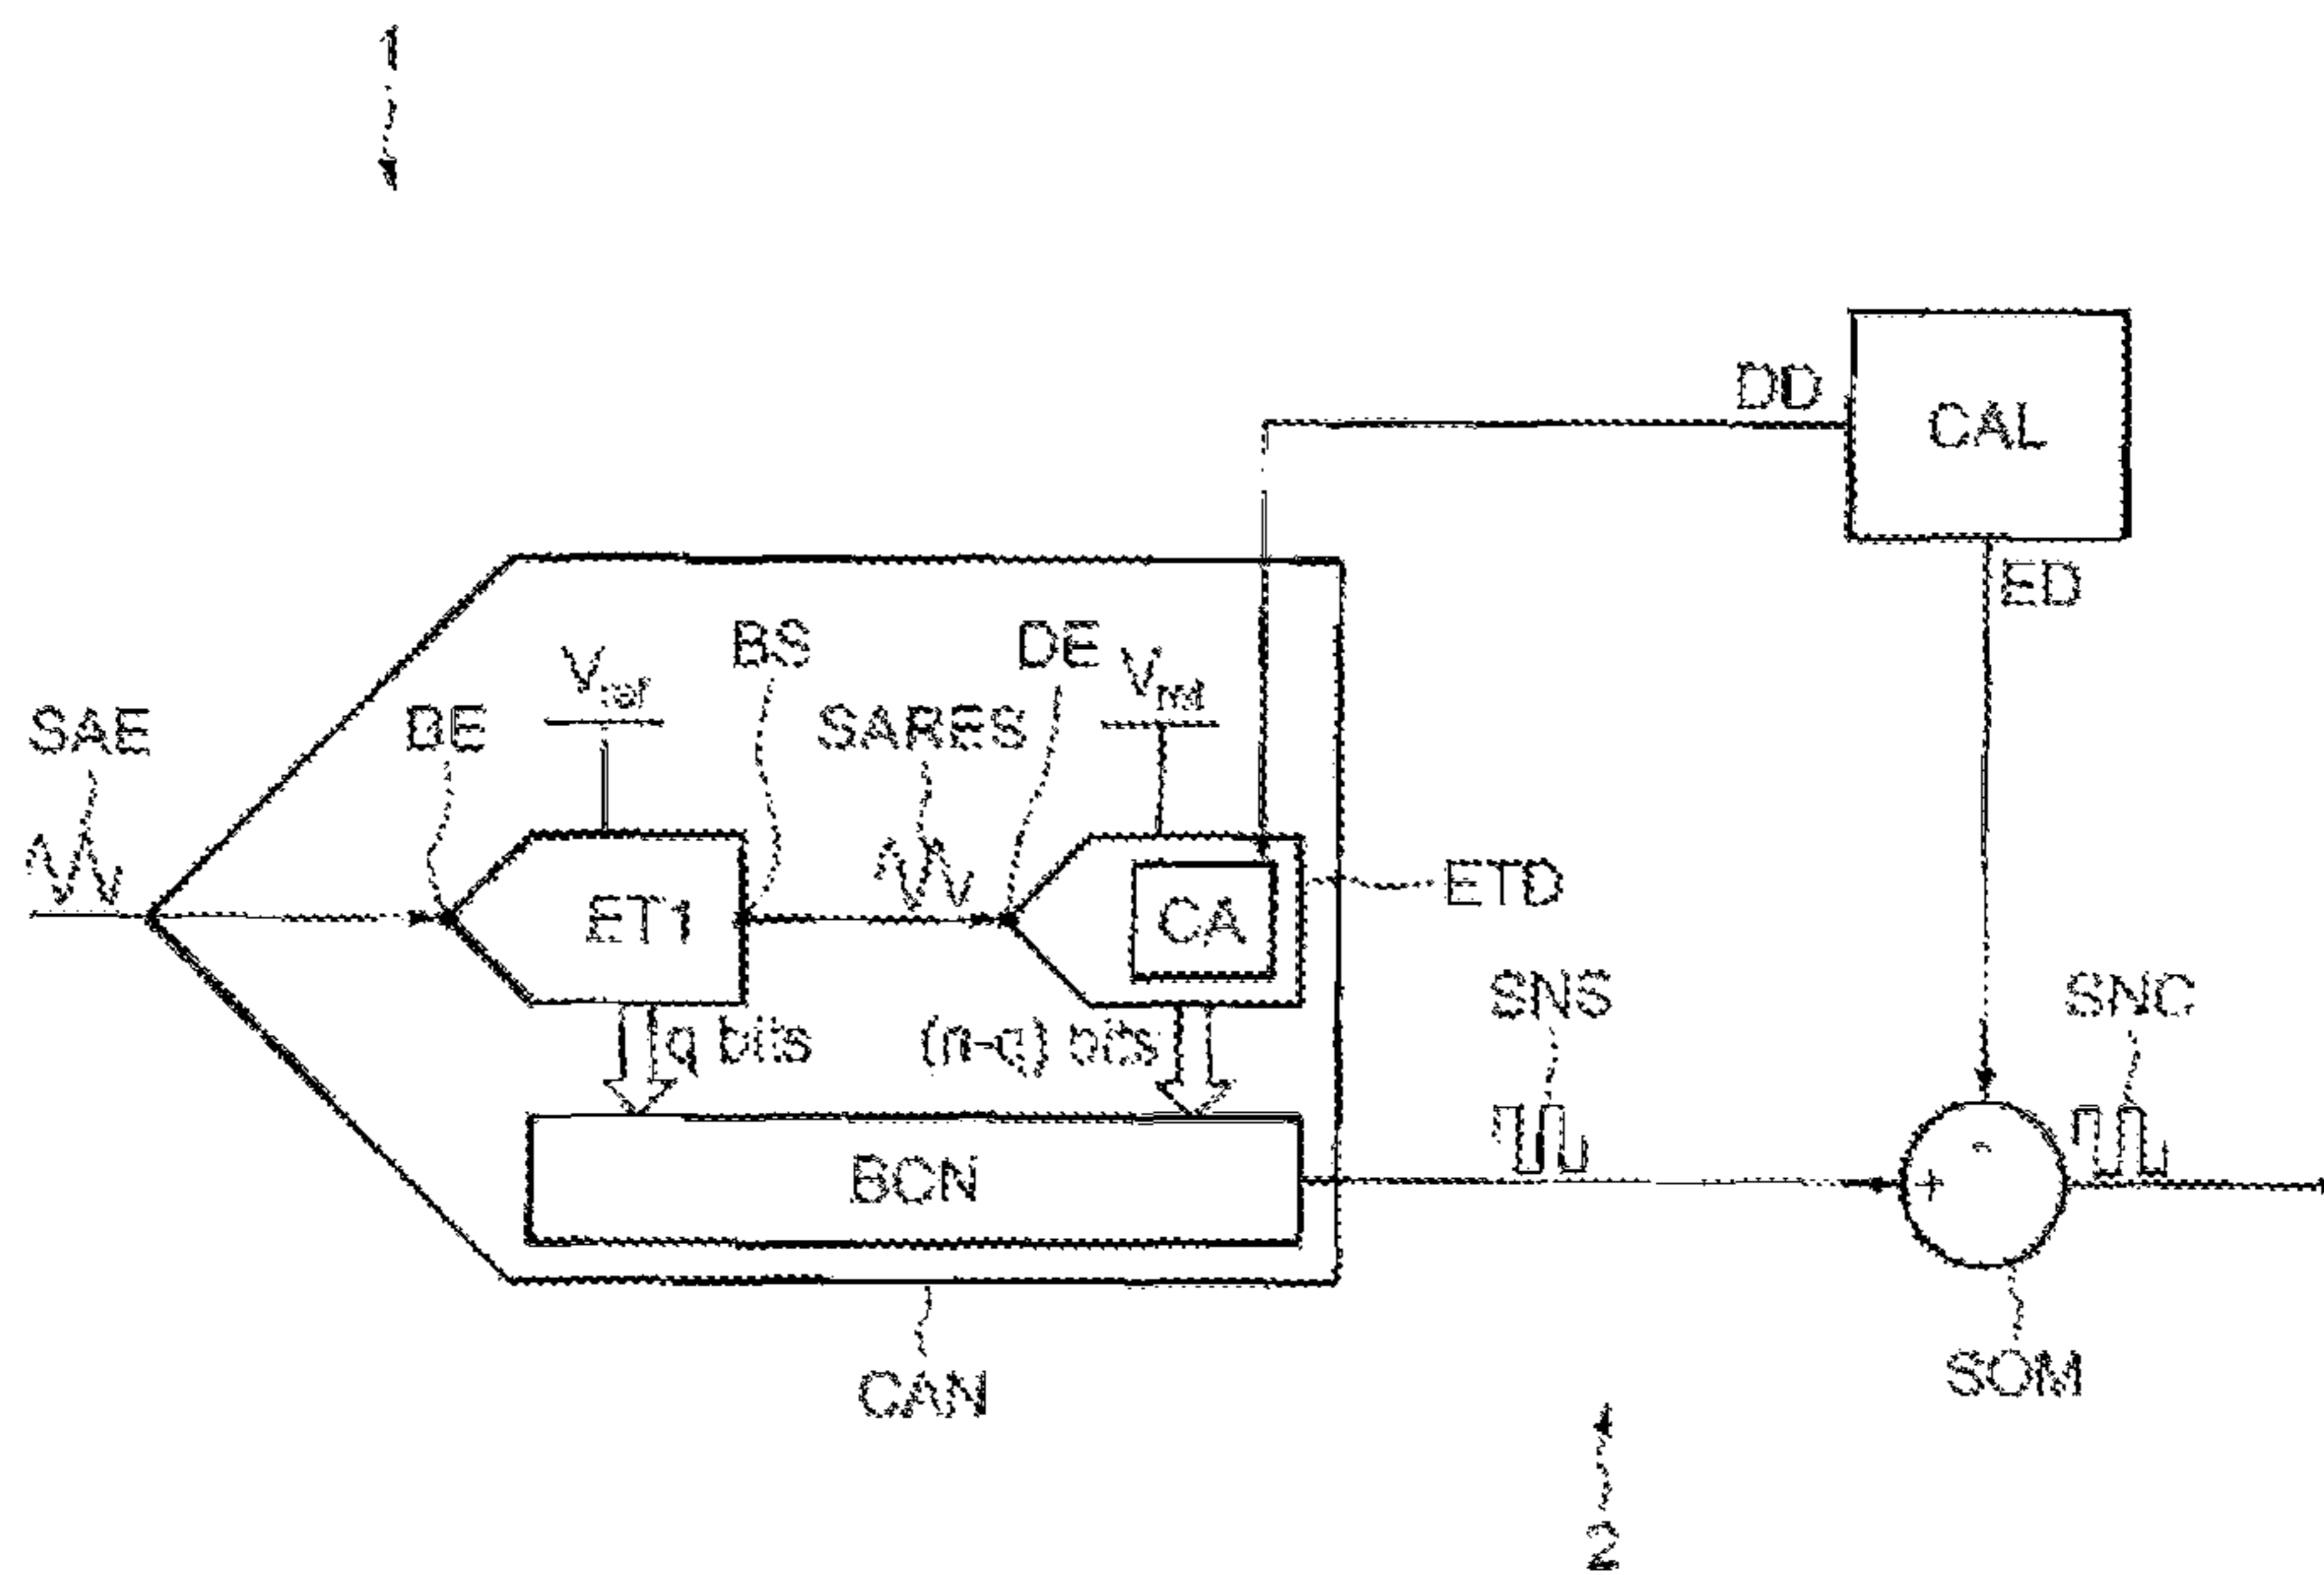 1
DD
CAL
ED
BS
DE
Vref
Vref
SAE
BE
SARES
ET1
CA
ETD
SNS
SNC
q bits
(n-q) bits
+
-
BCN
CAN
SOM
2